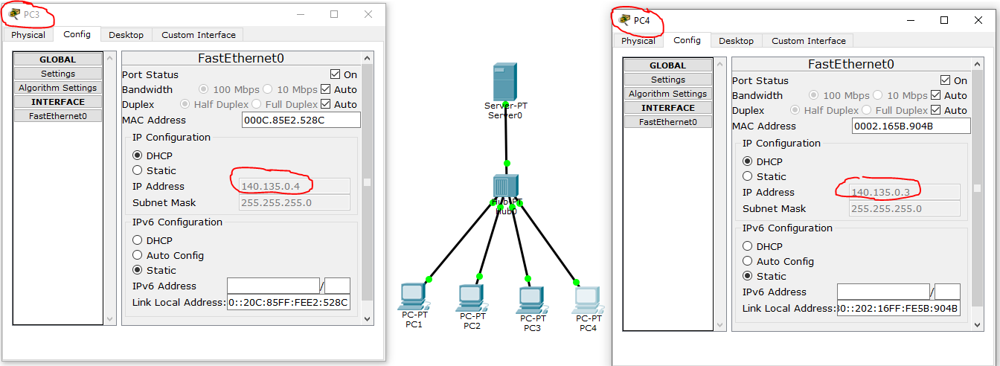 PC3
Physical Config Desktop Custom Interface
GLOBAL
Settings
Algorithm Settings
INTERFACE
FastEthernet0
FastEthernet0
Port Status On
Bandwidth 100 Mbps 10 Mbps Auto
Duplex Half Duplex Full Duplex Auto
MAC Address 000C.85E2.528C
IP Configuration
DHCP
Static
IP Address 140.135.0.4
Subnet Mask 255.255.255.0
IPv6 Configuration
DHCP
Auto Config
Static
IPv6 Address /
Link Local Address: 0::20C:85FF:FEE2:528C
Server-PT
Server0
Hub-PT
Hub0
PC-PT
PC1
PC-PT
PC2
PC-PT
PC3
PC-PT
PC4
PC4
Physical Config Desktop Custom Interface
GLOBAL
Settings
Algorithm Settings
INTERFACE
FastEthernet0
FastEthernet0
Port Status On
Bandwidth 100 Mbps 10 Mbps Auto
Duplex Half Duplex Full Duplex Auto
MAC Address 0002.165B.904B
IP Configuration
DHCP
Static
IP Address 140.135.0.3
Subnet Mask 255.255.255.0
IPv6 Configuration
DHCP
Auto Config
Static
IPv6 Address /
Link Local Address: 30::202:16FF:FE5B:904B